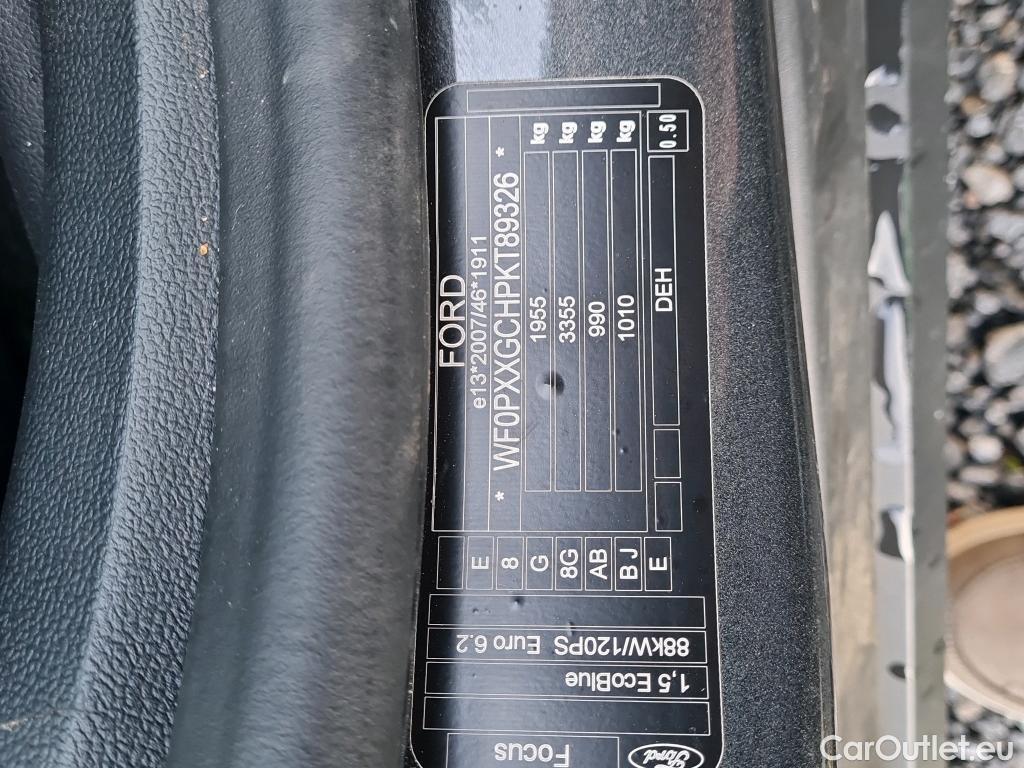 FORD
e13*2007/46*1911
* WF0PXXGCHPKT89326 *
1955 kg
3355 kg
990 kg
1010 kg
DEH 0.50
E
8
G
8G
AB
BJ
E
88kW/120PS Euro 6.2
1,5 EcoBlue
Focus
Ford
CarOutlet.eu